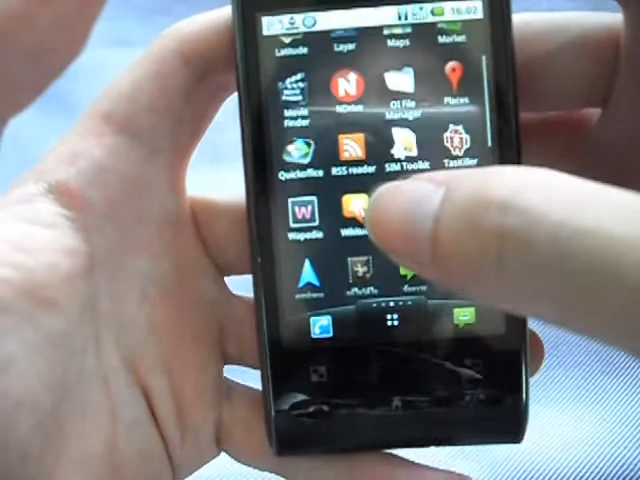 16:02
Latitude
Layar
Maps
Market
Movie Finder
NDrive
OI File Manager
Places
Quickoffice
RSS reader
SIM Toolkit
TasKiller
W
Wapedia